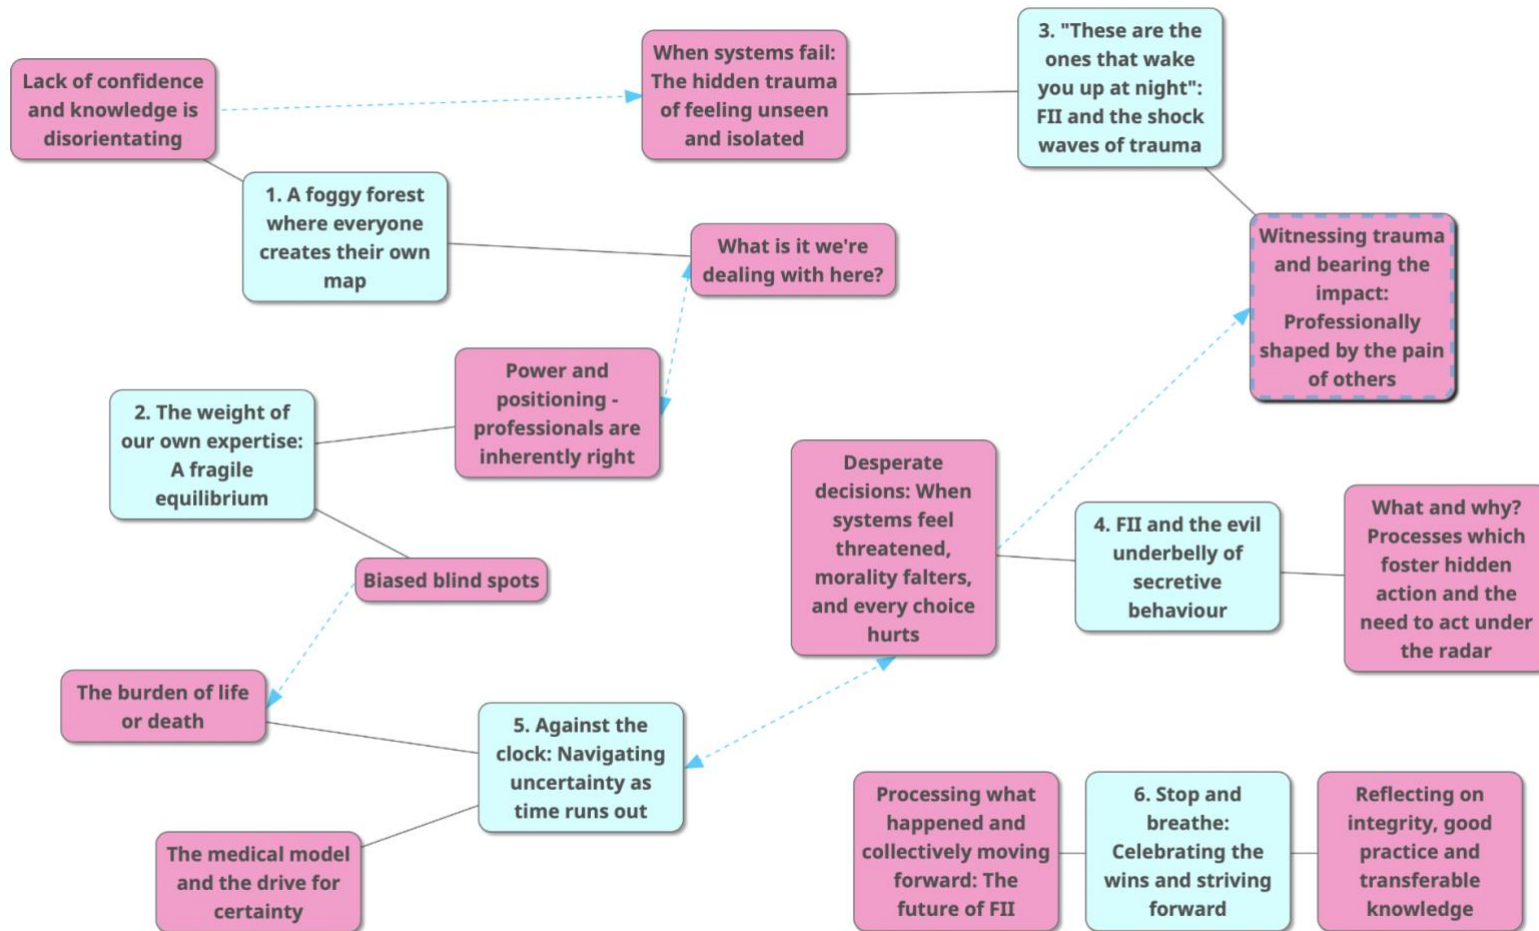 Lack of confidence
and knowledge is
disorientating
When systems fail:
The hidden trauma
of feeling unseen
and isolated
3. "These are the
ones that wake
you up at night":
FII and the shock
waves of trauma
1. A foggy forest
where everyone
creates their own
map
What is it we're
dealing with here?
Witnessing trauma
and bearing the
impact:
Professionally
shaped by the pain
of others
Power and
positioning -
professionals are
inherently right
2. The weight of
our own expertise:
A fragile
equilibrium
Biased blind spots
Desperate
decisions: When
systems feel
threatened,
morality falters,
and every choice
hurts
4. FII and the evil
underbelly of
secretive
behaviour
What and why?
Processes which
foster hidden
action and the
need to act under
the radar
The burden of life
or death
5. Against the
clock: Navigating
uncertainty as
time runs out
The medical model
and the drive for
certainty
Processing what
happened and
collectively moving
forward: The
future of FII
6. Stop and
breathe:
Celebrating the
wins and striving
forward
Reflecting on
integrity, good
practice and
transferable
knowledge